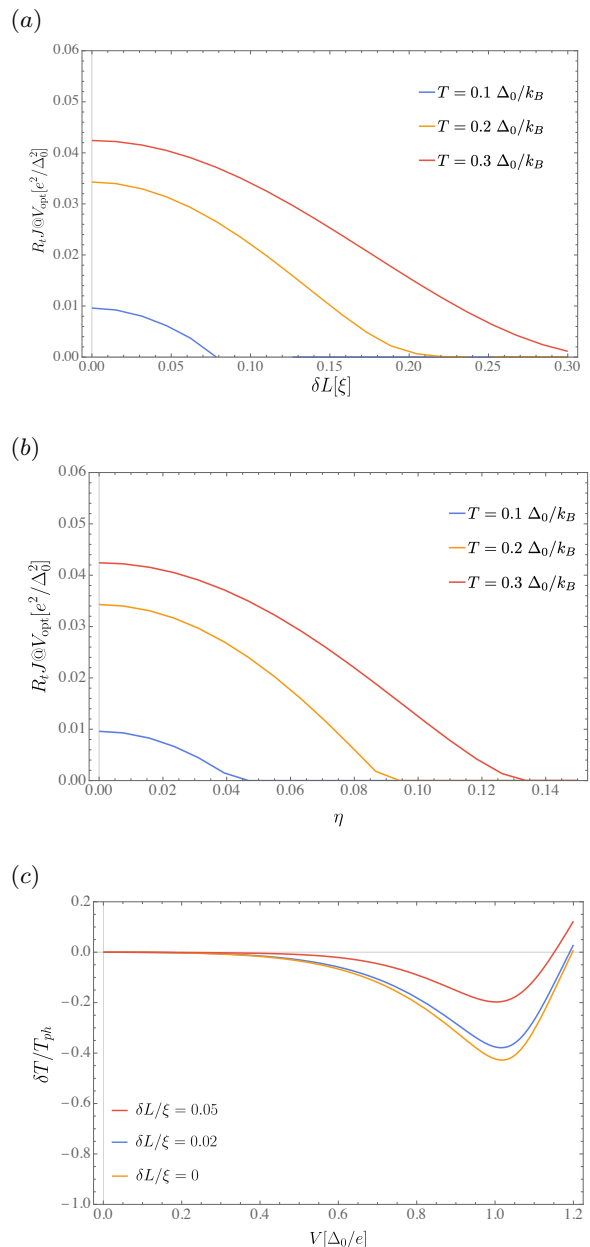 (a)
0.06
0.05
0.04
0.03
0.02
0.01
0.00
R_t J@V_opt[e^2/Δ_0^2]
T = 0.1 Δ_0/k_B
T = 0.2 Δ_0/k_B
T = 0.3 Δ_0/k_B
0.00 0.05 0.10 0.15 0.20 0.25 0.30
δL[ξ]
(b)
0.06
0.05
0.04
0.03
0.02
0.01
0.00
R_t J@V_opt[e^2/Δ_0^2]
T = 0.1 Δ_0/k_B
T = 0.2 Δ_0/k_B
T = 0.3 Δ_0/k_B
0.00 0.02 0.04 0.06 0.08 0.10 0.12 0.14
η
(c)
0.2
0.0
−0.2
−0.4
−0.6
−0.8
−1.0
δT/T_ph
δL/ξ = 0.05
δL/ξ = 0.02
δL/ξ = 0
0.0 0.2 0.4 0.6 0.8 1.0 1.2
V[Δ_0/e]